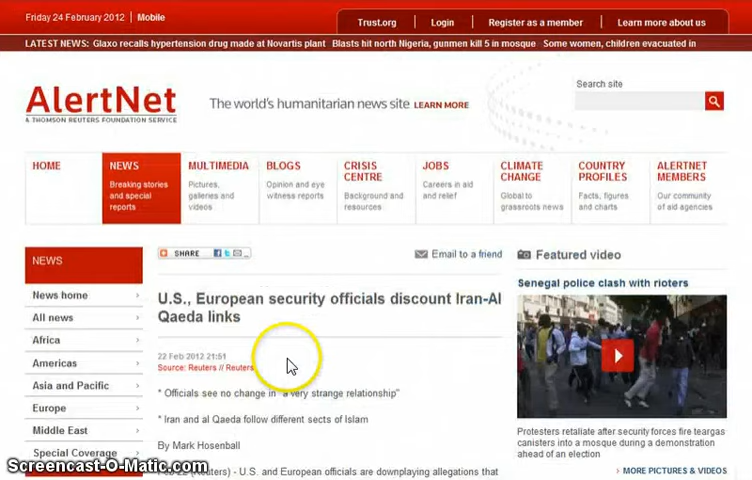 Friday 24 February 2012 | Mobile
Trust.org | Login | Register as a member | Learn more about us
LATEST NEWS: Glaxo recalls hypertension drug made at Novartis plant Blasts hit north Nigeria, gunmen kill 5 in mosque Some women, children evacuated in
AlertNet
A THOMSON REUTERS FOUNDATION SERVICE
The world's humanitarian news site LEARN MORE
Search site
HOME
NEWS
Breaking stories
and special
reports
MULTIMEDIA
Pictures,
galleries and
videos
BLOGS
Opinion and eye
witness reports
CRISIS
CENTRE
Background and
resources
JOBS
Careers in aid
and relief
CLIMATE
CHANGE
Global to
grassroots news
COUNTRY
PROFILES
Facts, figures
and charts
ALERTNET
MEMBERS
Our community
of aid agencies
NEWS
News home
All news
Africa
Americas
Asia and Pacific
Europe
Middle East
Special Coverage
SHARE
Email to a friend
U.S., European security officials discount Iran-Al
Qaeda links
22 Feb 2012 21:51
Source: Reuters // Reuters
* Officials see no change in "a very strange relationship"
* Iran and al Qaeda follow different sects of Islam
By Mark Hosenball
Feb 22 (Reuters) - U.S. and European officials are downplaying allegations that
Featured video
Senegal police clash with rioters
Protesters retaliate after security forces fire teargas
canisters into a mosque during a demonstration
ahead of an election
› MORE PICTURES & VIDEOS
Screencast-O-Matic.com